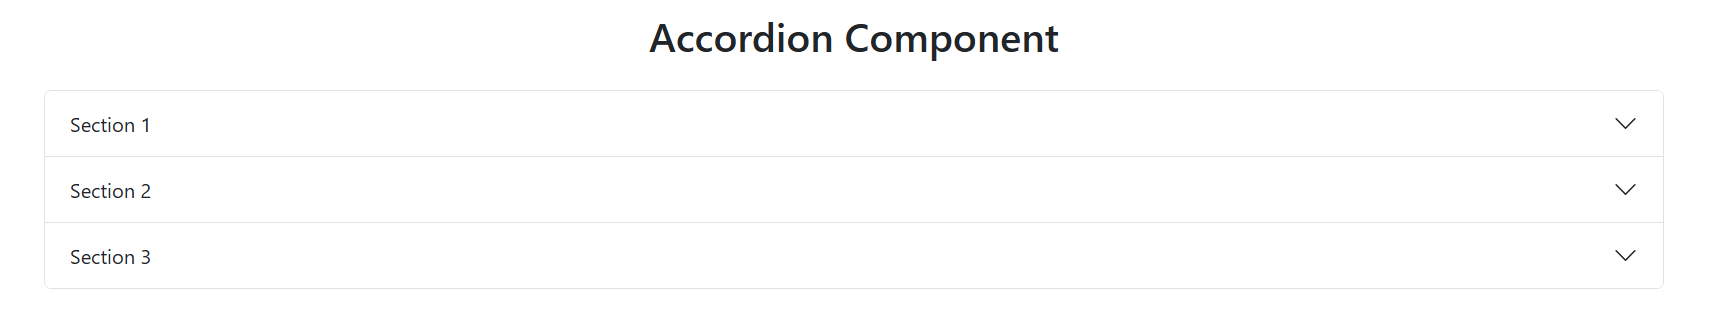 Accordion Component
Section 1
Section 2
Section 3